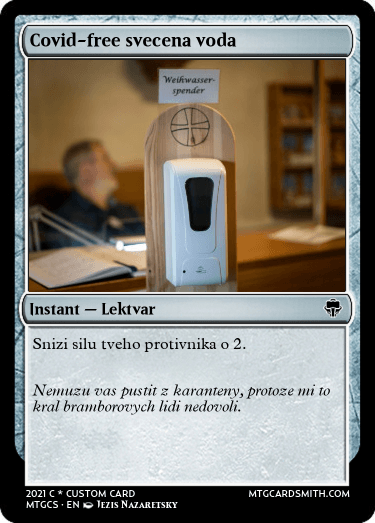 Covid-free svecena voda
Weihwasser-
spender
Instant — Lektvar
Snizi silu tveho protivnika o 2.
Nemuzu vas pustit z karanteny, protoze mi to
kral bramborovych lidi nedovoli.
2021 C * CUSTOM CARD
MTGCARDSMITH.COM
MTGCS · EN Jezis Nazaretsky